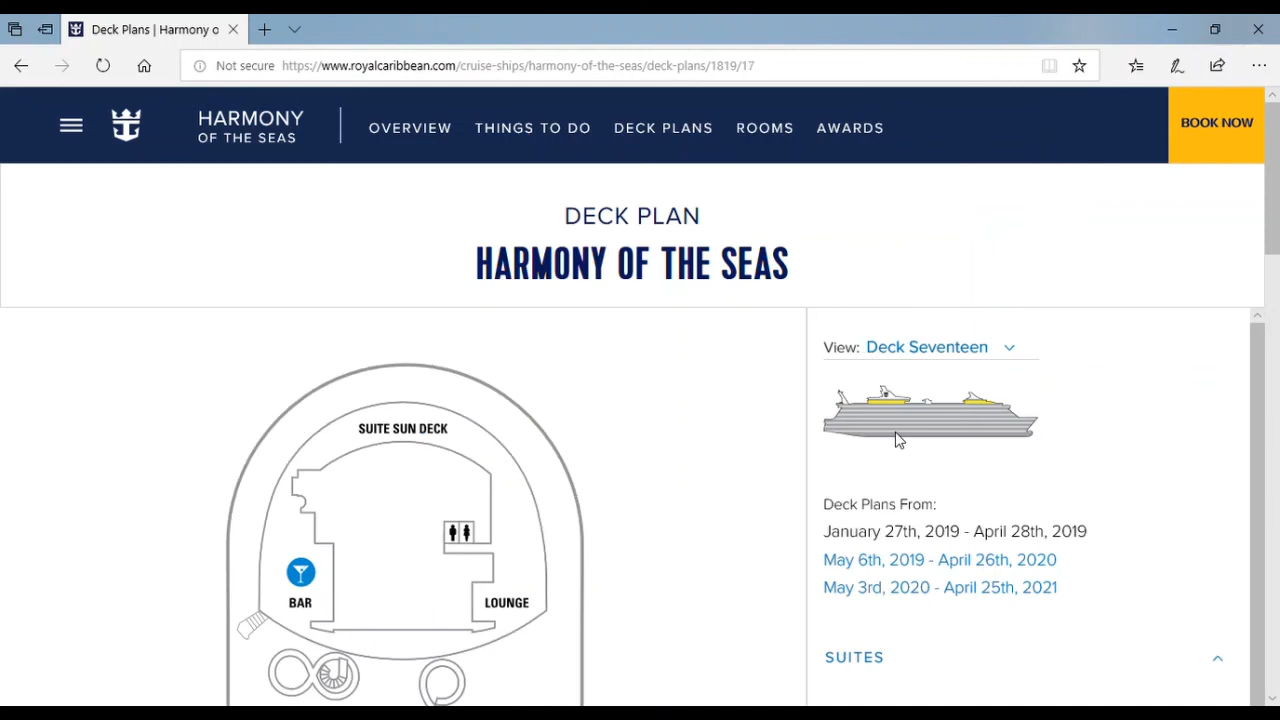 Deck Plans | Harmony o
Not secure https://www.royalcaribbean.com/cruise-ships/harmony-of-the-seas/deck-plans/1819/17
HARMONY
OF THE SEAS
OVERVIEW THINGS TO DO DECK PLANS ROOMS AWARDS
BOOK NOW
DECK PLAN
HARMONY OF THE SEAS
SUITE SUN DECK
BAR
LOUNGE
View: Deck Seventeen
Deck Plans From:
January 27th, 2019 - April 28th, 2019
May 6th, 2019 - April 26th, 2020
May 3rd, 2020 - April 25th, 2021
SUITES